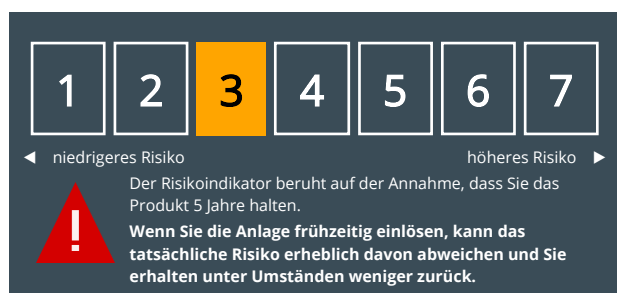 1 2 3 4 5 6 7
◄ niedrigeres Risiko höheres Risiko ►
!
Der Risikoindikator beruht auf der Annahme, dass Sie das
Produkt 5 Jahre halten.
Wenn Sie die Anlage frühzeitig einlösen, kann das
tatsächliche Risiko erheblich davon abweichen und Sie
erhalten unter Umständen weniger zurück.